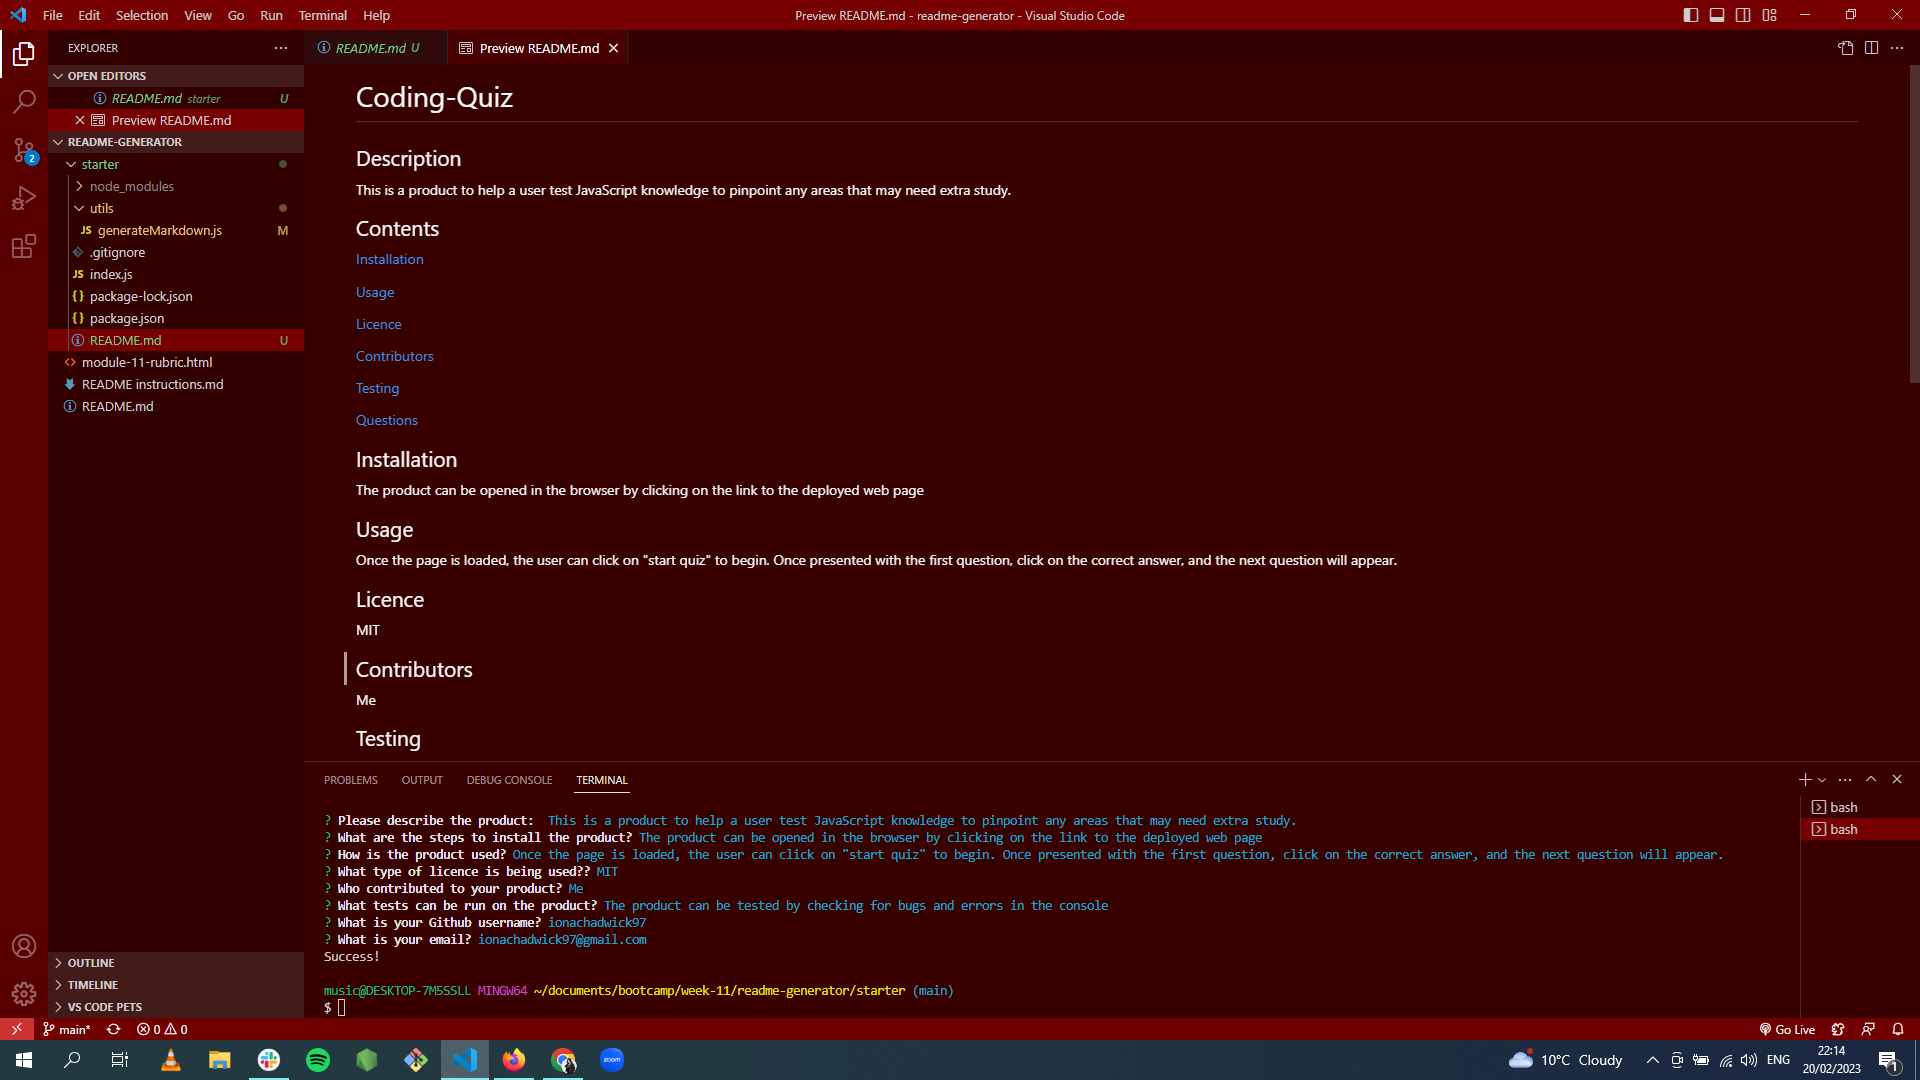 File Edit Selection View Go Run Terminal Help
Preview README.md - readme-generator - Visual Studio Code
EXPLORER
README.md U
Preview README.md
OPEN EDITORS
README.md starter U
Preview README.md
README-GENERATOR
starter
node_modules
utils
JS generateMarkdown.js M
.gitignore
JS index.js
{} package-lock.json
{} package.json
README.md U
<> module-11-rubric.html
README instructions.md
README.md
OUTLINE
TIMELINE
VS CODE PETS
2
Coding-Quiz
Description
This is a product to help a user test JavaScript knowledge to pinpoint any areas that may need extra study.
Contents
Installation
Usage
Licence
Contributors
Testing
Questions
Installation
The product can be opened in the browser by clicking on the link to the deployed web page
Usage
Once the page is loaded, the user can click on "start quiz" to begin. Once presented with the first question, click on the correct answer, and the next question will appear.
Licence
MIT
Contributors
Me
Testing
PROBLEMS OUTPUT DEBUG CONSOLE TERMINAL
? Please describe the product:  This is a product to help a user test JavaScript knowledge to pinpoint any areas that may need extra study.
? What are the steps to install the product? The product can be opened in the browser by clicking on the link to the deployed web page
? How is the product used? Once the page is loaded, the user can click on "start quiz" to begin. Once presented with the first question, click on the correct answer, and the next question will appear.
? What type of licence is being used?? MIT
? Who contributed to your product? Me
? What tests can be run on the product? The product can be tested by checking for bugs and errors in the console
? What is your Github username? ionachadwick97
? What is your email? ionachadwick97@gmail.com
Success!
music@DESKTOP-7M5SSLL MINGW64 ~/documents/bootcamp/week-11/readme-generator/starter (main)
$
bash
bash
main* 0 0
Go Live
zoom
10°C Cloudy
ENG
22:14
20/02/2023
1